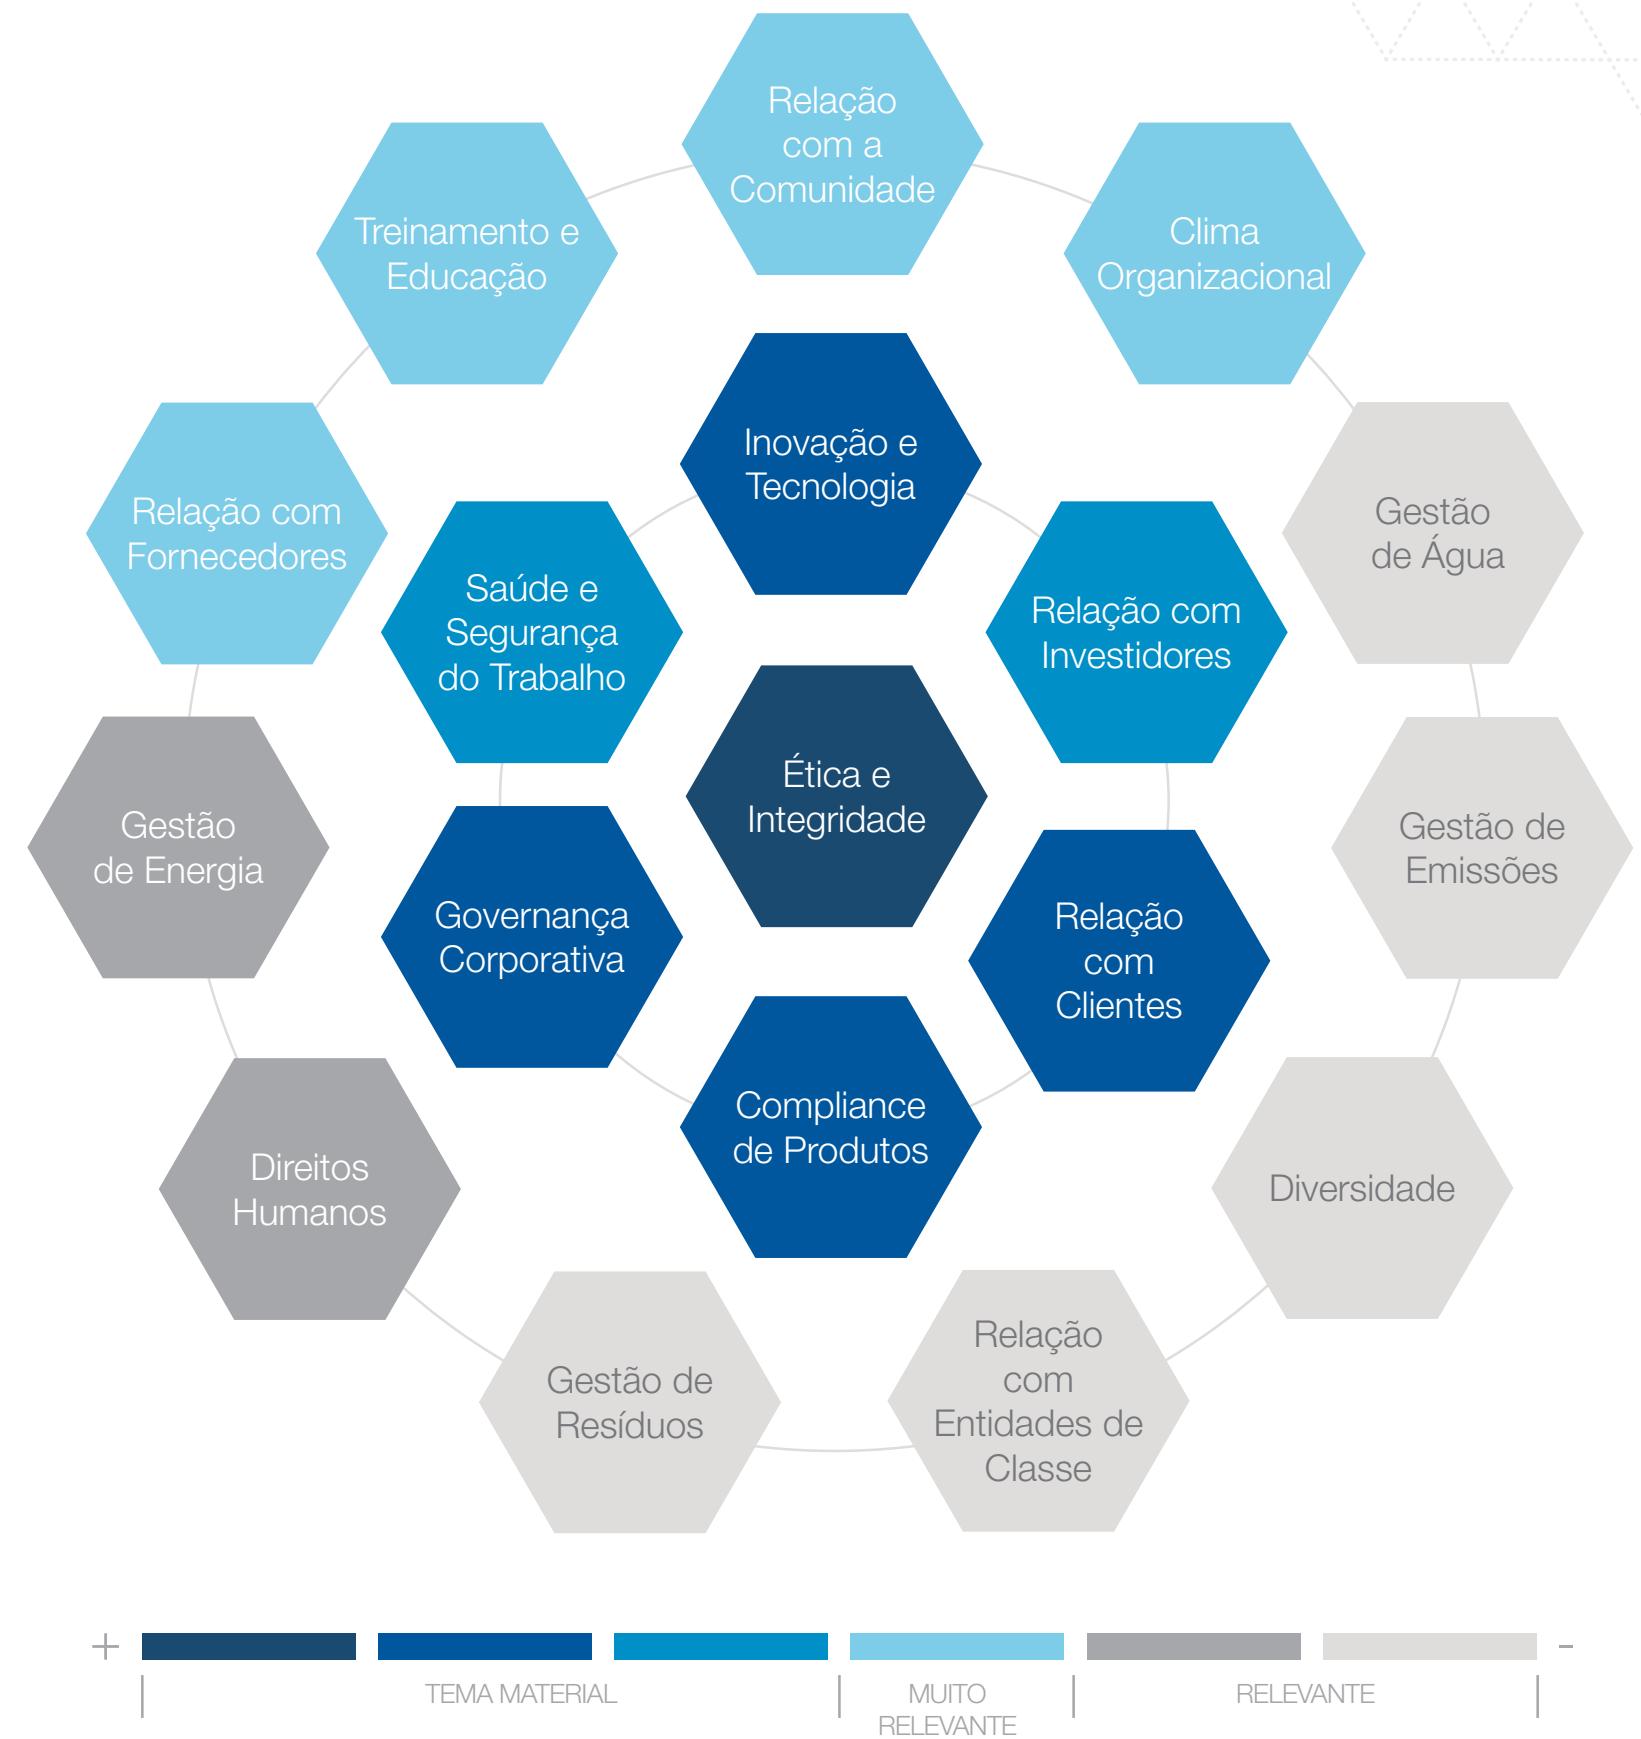 Relação
com a
Comunidade
Treinamento e
Educação
Clima
Organizacional
Inovação e
Tecnologia
Relação com
Fornecedores
Gestão
de Água
Saúde e
Segurança
do Trabalho
Relação com
Investidores
Ética e
Integridade
Gestão
de Energia
Gestão de
Emissões
Governança
Corporativa
Relação
com
Clientes
Compliance
de Produtos
Direitos
Humanos
Diversidade
Gestão de
Resíduos
Relação
com
Entidades de
Classe
+ -
TEMA MATERIAL
MUITO
RELEVANTE
RELEVANTE